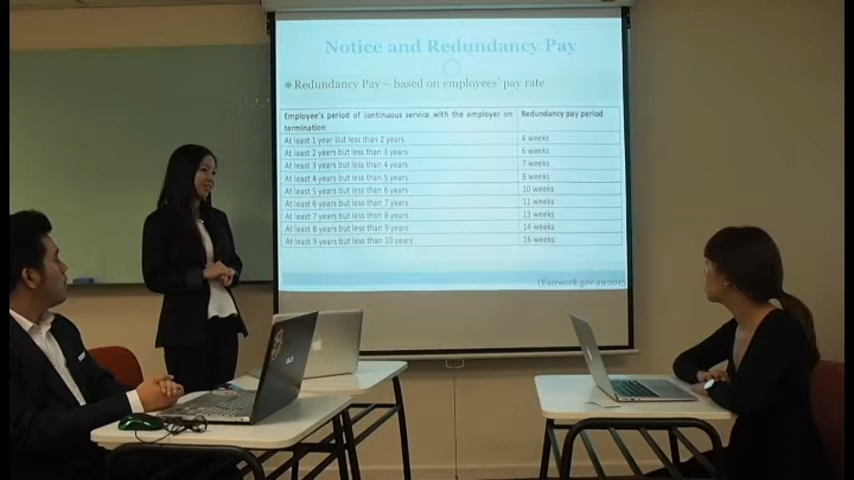 Notice and Redundancy Pay
Redundancy Pay – based on employees' pay rate
Employee's period of continuous service with the employer on termination
Redundancy pay period
At least 1 year but less than 2 years
4 weeks
At least 2 years but less than 3 years
6 weeks
At least 3 years but less than 4 years
7 weeks
At least 4 years but less than 5 years
8 weeks
At least 5 years but less than 6 years
10 weeks
At least 6 years but less than 7 years
11 weeks
At least 7 years but less than 8 years
13 weeks
At least 8 years but less than 9 years
14 weeks
At least 9 years but less than 10 years
16 weeks
(Fairwork.gov.au 2015